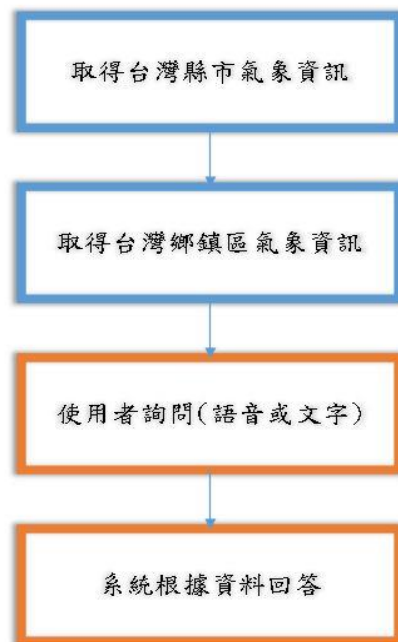 取得台灣縣市氣象資訊
取得台灣鄉鎮區氣象資訊
使用者詢問(語音或文字)
系統根據資料回答